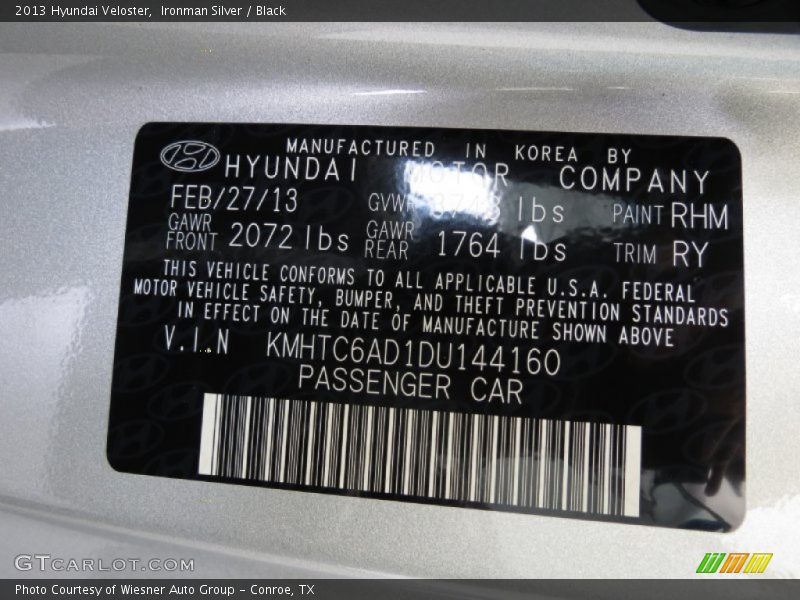 2013 Hyundai Veloster,  Ironman Silver / Black
MANUFACTURED IN KOREA BY
HYUNDAI MOTOR COMPANY
FEB/27/13 GVWR 3748 lbs PAINT RHM
GAWR FRONT 2072 lbs GAWR REAR 1764 lbs TRIM RY
THIS VEHICLE CONFORMS TO ALL APPLICABLE U.S.A. FEDERAL
MOTOR VEHICLE SAFETY, BUMPER, AND THEFT PREVENTION STANDARDS
IN EFFECT ON THE DATE OF MANUFACTURE SHOWN ABOVE
V.I.N KMHTC6AD1DU144160
PASSENGER CAR
GTCARLOT.COM
Photo Courtesy of Wiesner Auto Group - Conroe, TX